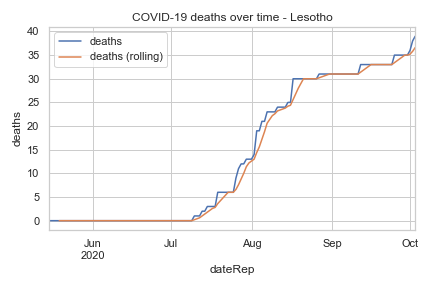 COVID-19 deaths over time - Lesotho
deaths
deaths (rolling)
40
35
30
25
20
15
10
5
0
deaths
Jun
2020
Jul
Aug
Sep
Oct
dateRep